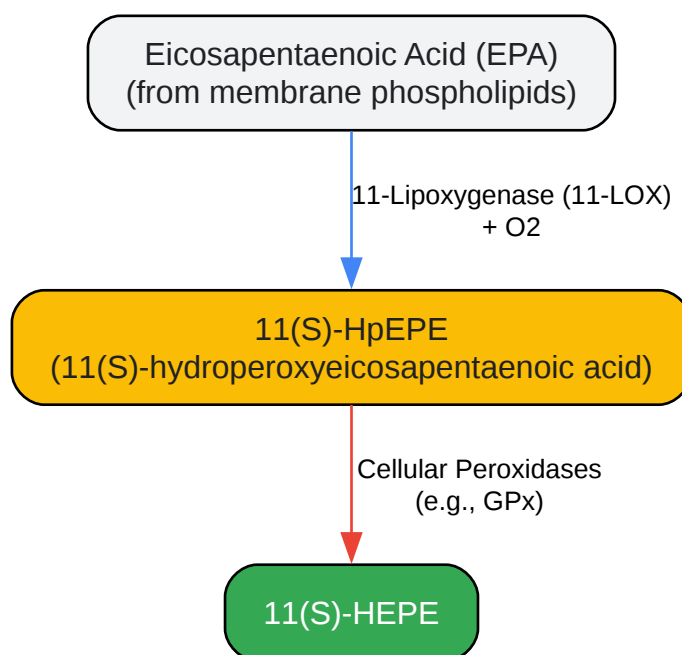 Eicosapentaenoic Acid (EPA)
(from membrane phospholipids)
11-Lipoxygenase (11-LOX)
+ O2
11(S)-HpEPE
(11(S)-hydroperoxyeicosapentaenoic acid)
Cellular Peroxidases
(e.g., GPx)
11(S)-HEPE